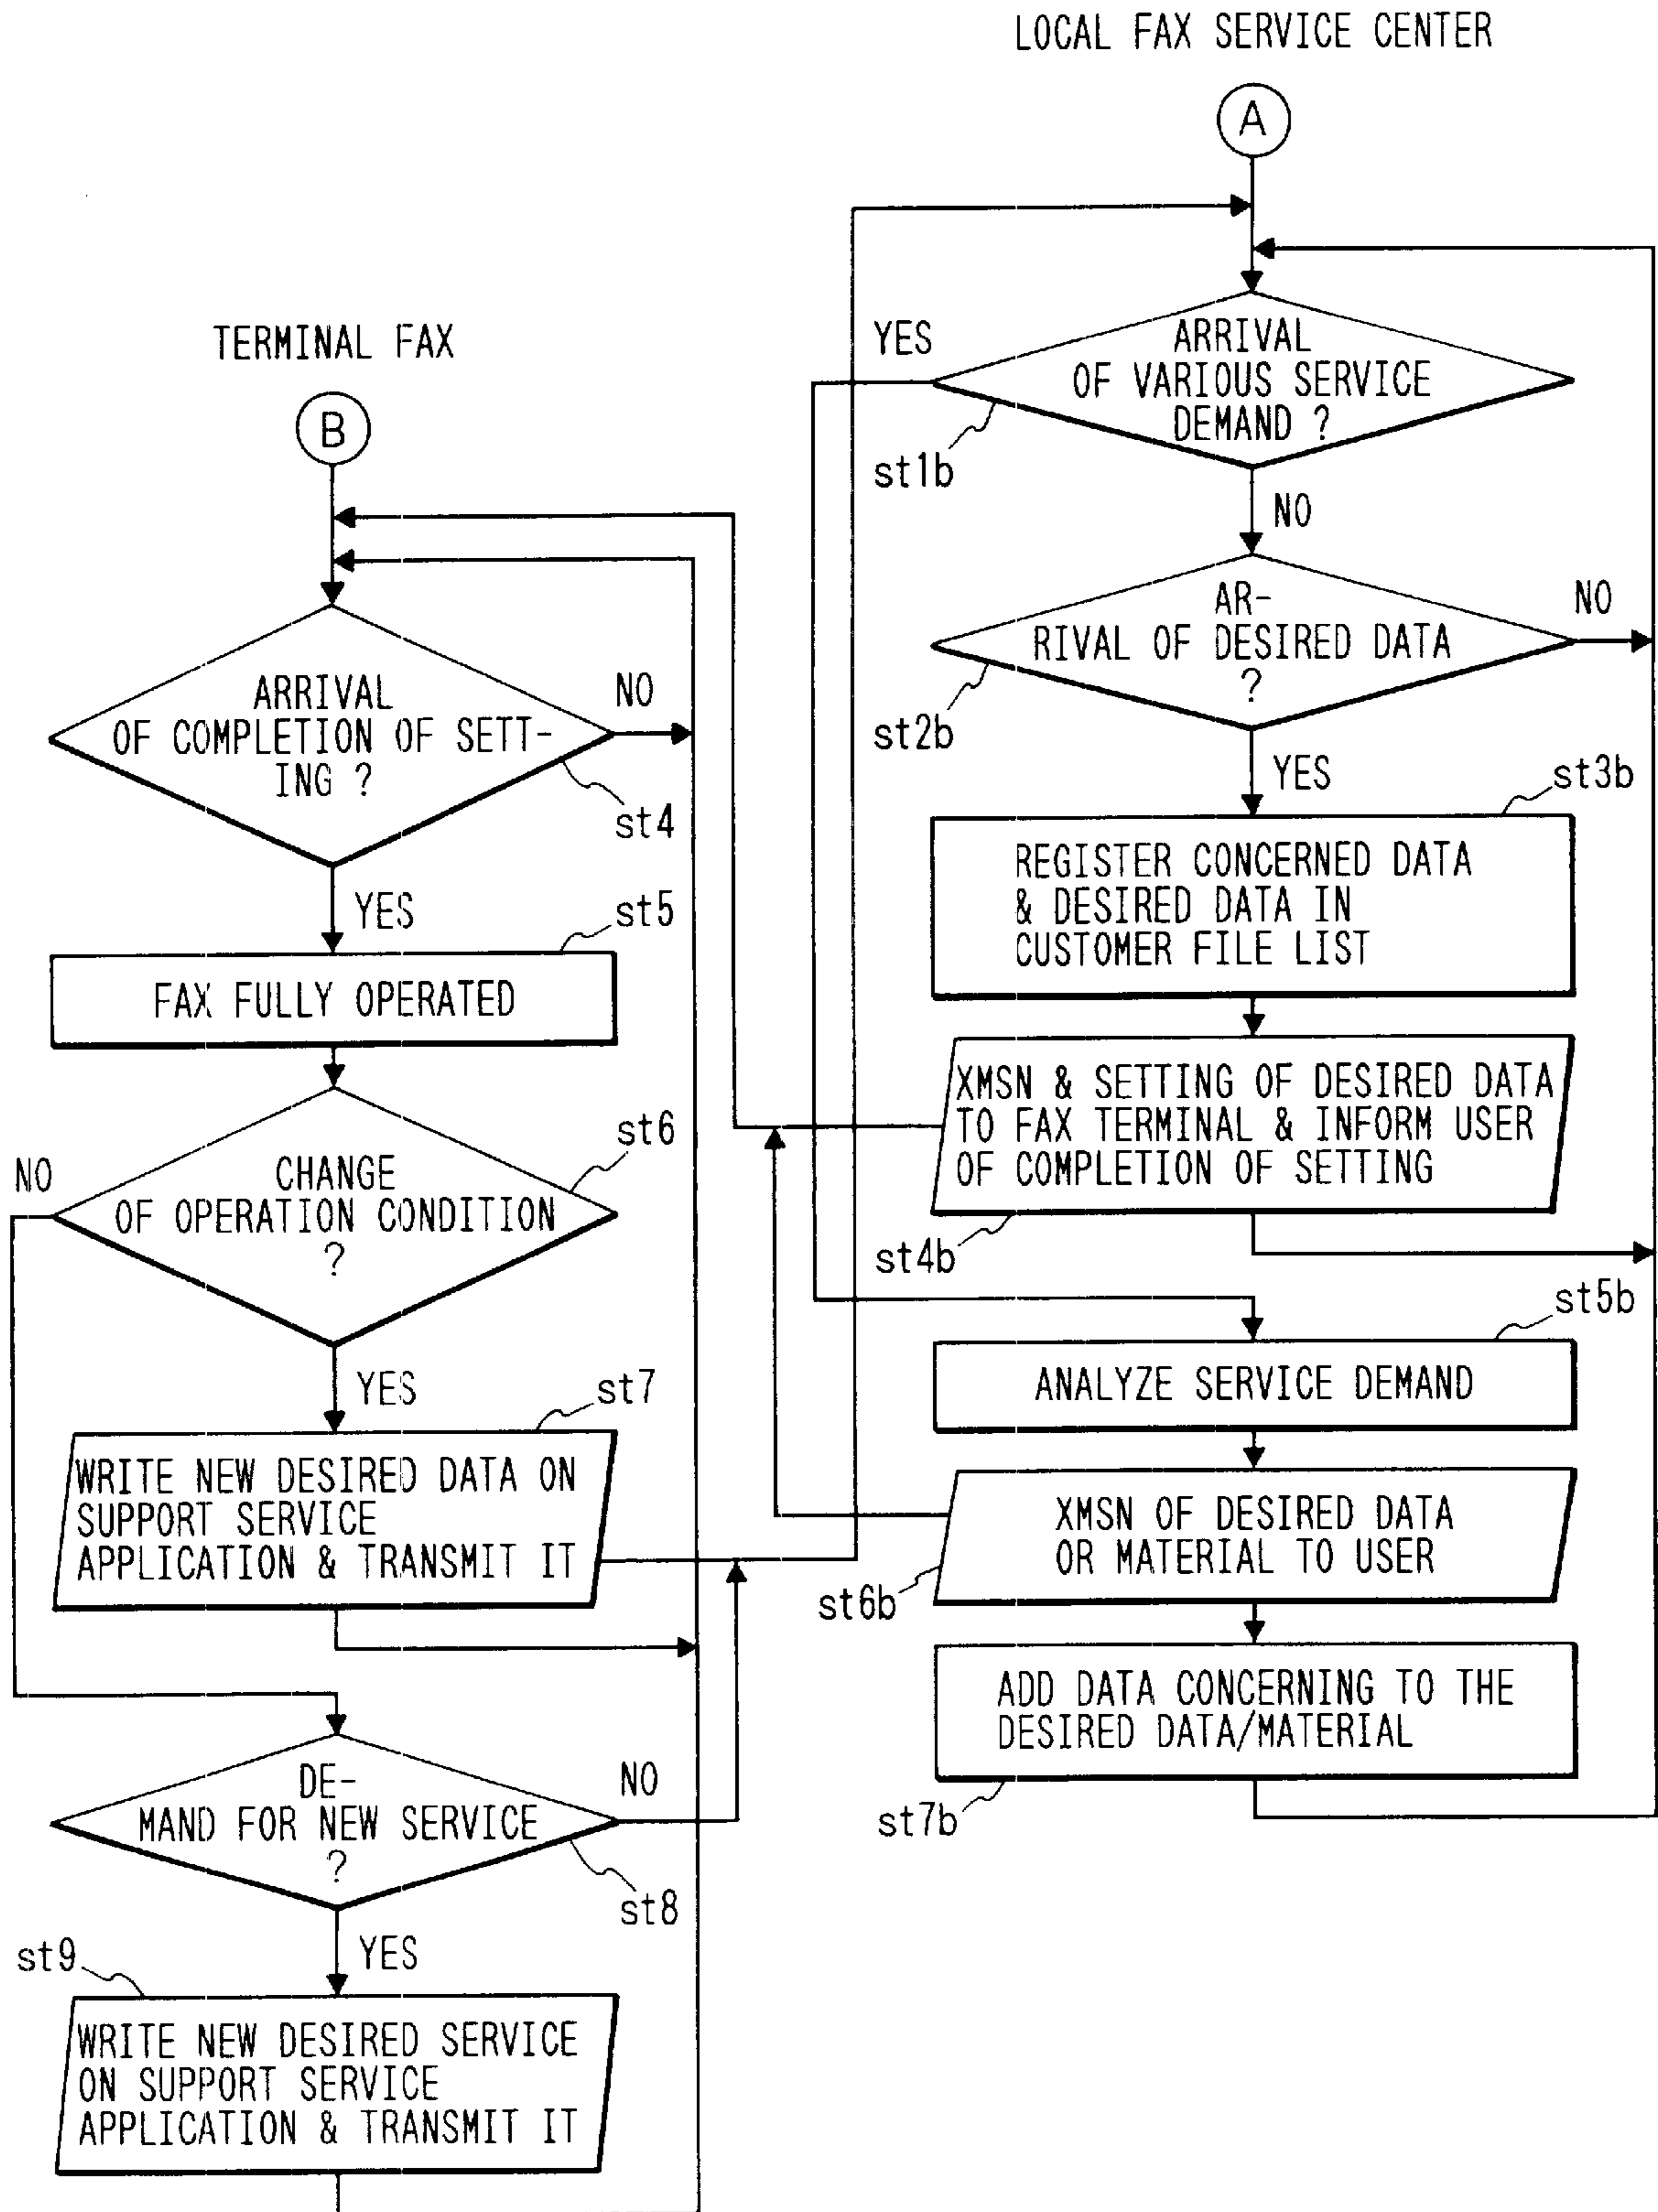 LOCAL FAX SERVICE CENTER
A
YES
ARRIVAL
OF VARIOUS SERVICE
DEMAND ?
st1b
NO
AR-
RIVAL OF DESIRED DATA
?
NO
st2b
YES
st3b
REGISTER CONCERNED DATA
& DESIRED DATA IN
CUSTOMER FILE LIST
XMSN & SETTING OF DESIRED DATA
TO FAX TERMINAL & INFORM USER
OF COMPLETION OF SETTING
st4b
st5b
ANALYZE SERVICE DEMAND
XMSN OF DESIRED DATA
OR MATERIAL TO USER
st6b
ADD DATA CONCERNING TO THE
DESIRED DATA/MATERIAL
st7b
TERMINAL FAX
B
ARRIVAL
OF COMPLETION OF SETT-
ING ?
NO
st4
YES
st5
FAX FULLY OPERATED
st6
NO
CHANGE
OF OPERATION CONDITION
?
YES
st7
WRITE NEW DESIRED DATA ON
SUPPORT SERVICE
APPLICATION & TRANSMIT IT
DE-
MAND FOR NEW SERVICE
?
NO
st8
YES
st9
WRITE NEW DESIRED SERVICE
ON SUPPORT SERVICE
APPLICATION & TRANSMIT IT